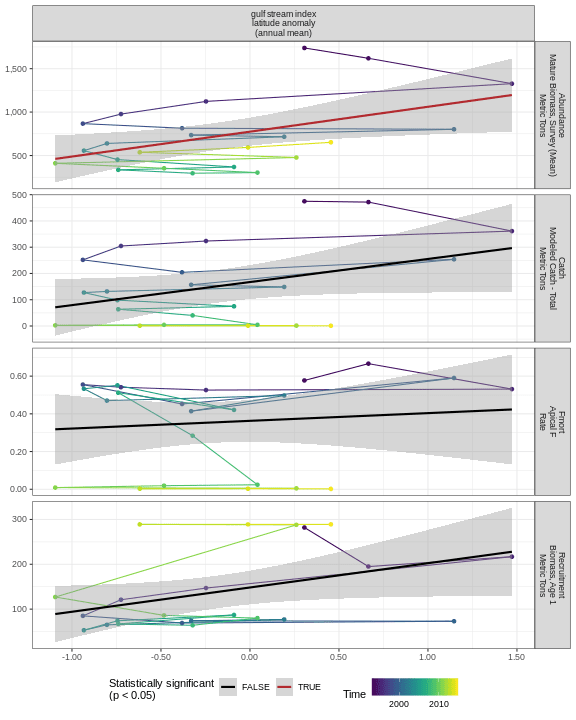 gulf stream index
latitude anomaly
(annual mean)
1,500
1,000
500
Abundance
Mature Biomass, Survey (Mean)
Metric Tons
500
400
300
200
100
0
Catch
Modeled Catch - Total
Metric Tons
0.60
0.40
0.20
0.00
Fmort
Apical F
Rate
300
200
100
Recruitment
Biomass, Age 1
Metric Tons
-1.00 -0.50 0.00 0.50 1.00 1.50
Statistically significant
(p < 0.05)
FALSE TRUE
Time
2000 2010